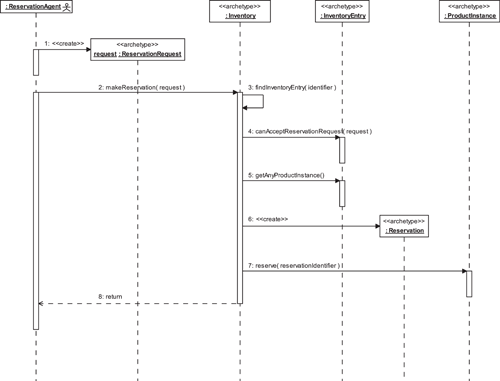 : ReservationAgent
<<archetype>>
: Inventory
<<archetype>>
: InventoryEntry
<<archetype>>
: ProductInstance
1: <<create>>
<<archetype>>
request : ReservationRequest
2: makeReservation( request )
3: findInventoryEntry( identifier )
4: canAcceptReservationRequest( request )
5: getAnyProductInstance()
6: <<create>>
<<archetype>>
: Reservation
7: reserve( reservationIdentifier )
8: return